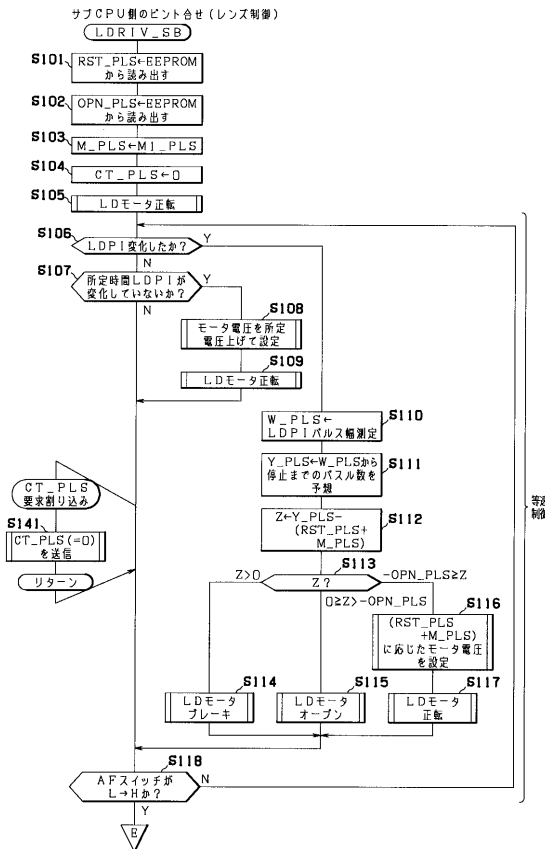 サブCPU側のピント合せ(レンズ制御)
LDRIV_SB
S101
RST_PLS←EEPROM
から読み出す
S102
OPN_PLS←EEPROM
から読み出す
S103
M_PLS←M1_PLS
S104
CT_PLS←0
S105
LDモータ正転
S106
LDPI変化したか?
Y
N
S107
所定時間LDPIが
変化していないか?
Y
N
S108
モータ電圧を所定
電圧上げて設定
S109
LDモータ正転
S110
W_PLS←
LDPIパルス幅測定
S111
Y_PLS←W_PLSから
停止までのパスル数を
予想
S112
Z←Y_PLS-
(RST_PLS+
M_PLS)
CT_PLS
要求割り込み
S141
CT_PLS(=0)
を送信
リターン
等速
制御
S113
Z?
Z>0
-OPN_PLS≧Z
0≧Z>-OPN_PLS
S116
(RST_PLS
+M_PLS)
に応じたモータ電圧
を設定
S114
LDモータ
ブレーキ
S115
LDモータ
オープン
S117
LDモータ
正転
S118
AFスイッチが
L→Hか?
N
Y
E